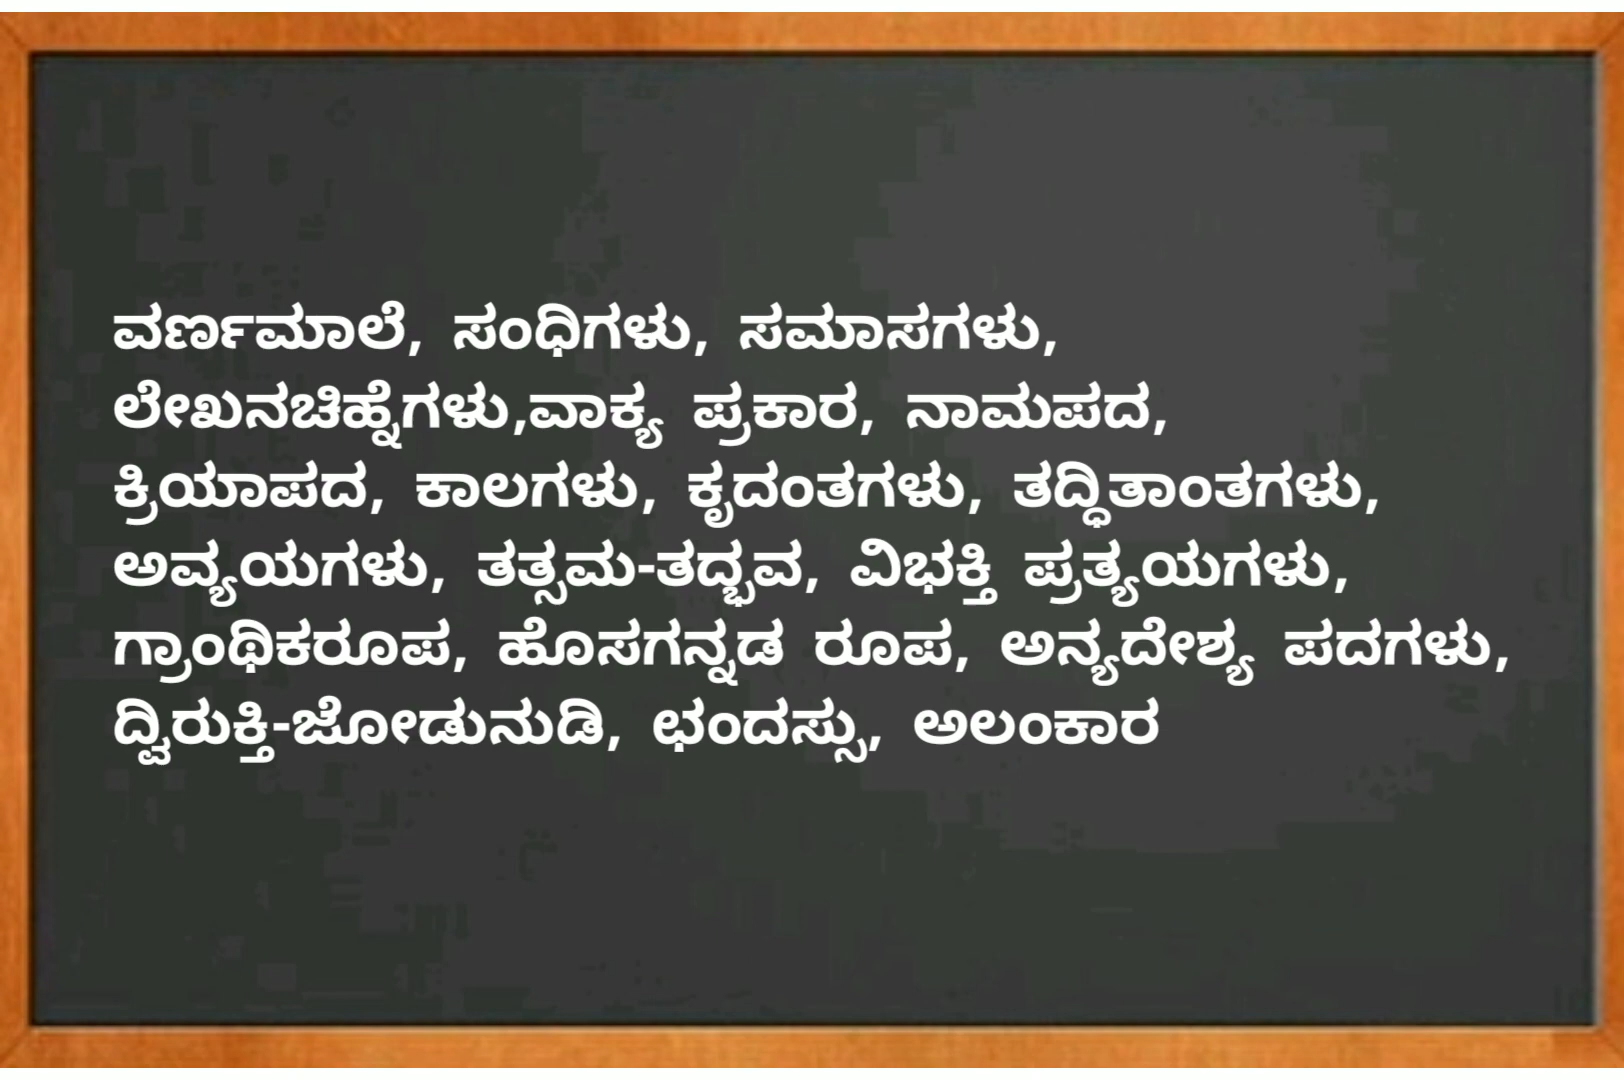 ವರ್ಣಮಾಲೆ, ಸಂಧಿಗಳು, ಸಮಾಸಗಳು,
ಲೇಖನಚಿಹ್ನೆಗಳು,ವಾಕ್ಯ ಪ್ರಕಾರ, ನಾಮಪದ,
ಕ್ರಿಯಾಪದ, ಕಾಲಗಳು, ಕೃದಂತಗಳು, ತದ್ಧಿತಾಂತಗಳು,
ಅವ್ಯಯಗಳು, ತತ್ಸಮ-ತದ್ಭವ, ವಿಭಕ್ತಿ ಪ್ರತ್ಯಯಗಳು,
ಗ್ರಾಂಥಿಕರೂಪ, ಹೊಸಗನ್ನಡ ರೂಪ, ಅನ್ಯದೇಶ್ಯ ಪದಗಳು,
ದ್ವಿರುಕ್ತಿ-ಜೋಡುನುಡಿ, ಛಂದಸ್ಸು, ಅಲಂಕಾರ